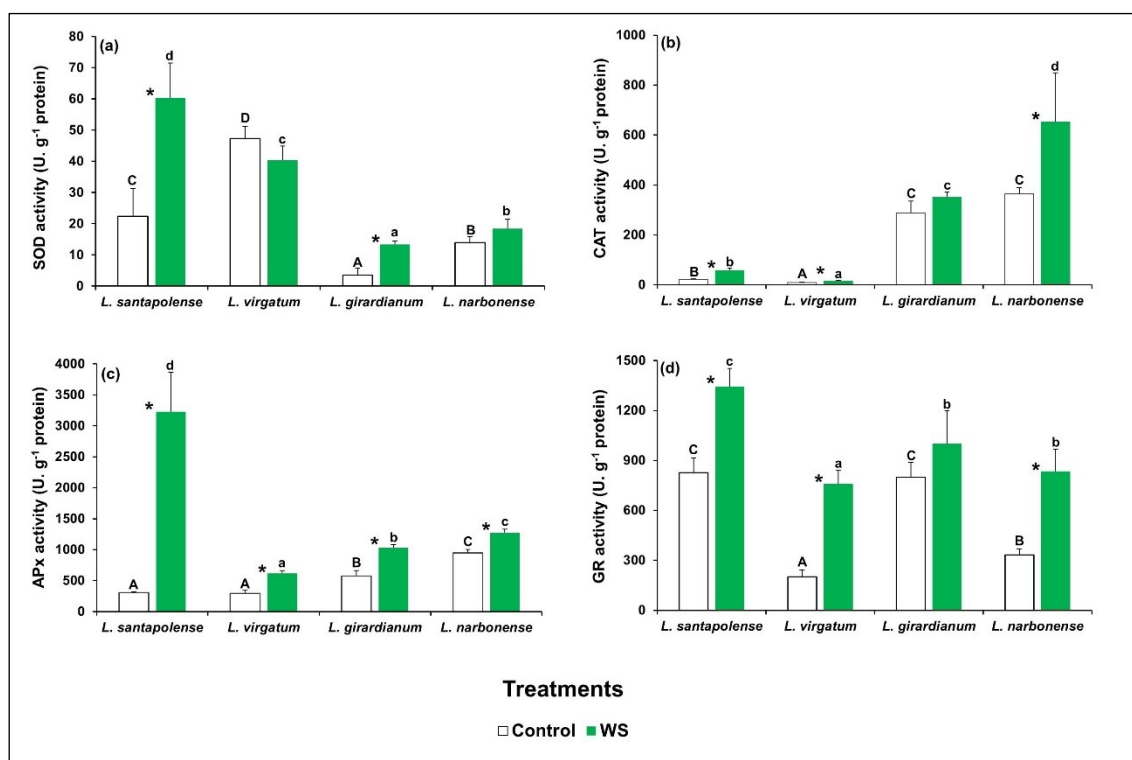 (a)
SOD activity (U. g⁻¹ protein)
80
70
60
50
40
30
20
10
0
C
*
d
D
c
A
*
a
B
b
L. santapolense L. virgatum L. girardianum L. narbonense
(b)
CAT activity (U. g⁻¹ protein)
1000
800
600
400
200
0
B
*
b
A
*
a
C
c
C
*
d
L. santapolense L. virgatum L. girardianum L. narbonense
(c)
APx activity (U. g⁻¹ protein)
4000
3500
3000
2500
2000
1500
1000
500
0
A
*
d
A
*
a
B
*
b
C
*
c
L. santapolense L. virgatum L. girardianum L. narbonense
(d)
GR activity (U. g⁻¹ protein)
1500
1200
900
600
300
0
C
*
c
A
*
a
C
b
B
*
b
L. santapolense L. virgatum L. girardianum L. narbonense
Treatments
Control WS